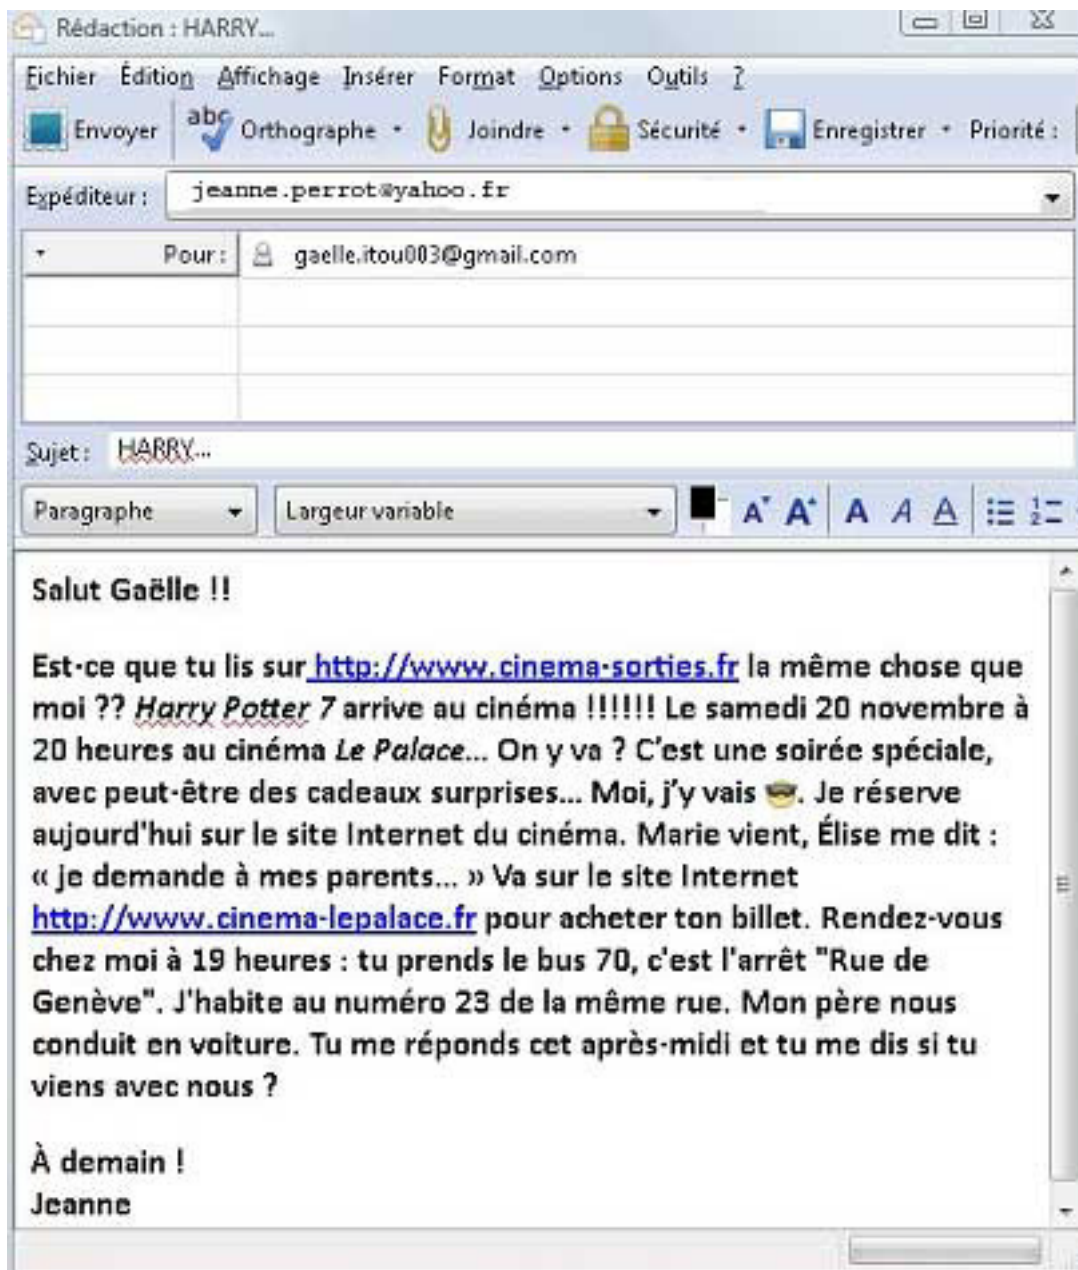 Rédaction : HARRY...
Fichier Édition Affichage Insérer Format Options Outils ?
Envoyer Orthographe Joindre Sécurité Enregistrer Priorité :
Expéditeur : jeanne.perrot@yahoo.fr
Pour : gaelle.itou003@gmail.com
Sujet : HARRY...
Paragraphe Largeur variable
Salut Gaëlle !!
Est-ce que tu lis sur http://www.cinema-sorties.fr la même chose que
moi ?? Harry Potter 7 arrive au cinéma !!!!!! Le samedi 20 novembre à
20 heures au cinéma Le Palace... On y va ? C'est une soirée spéciale,
avec peut-être des cadeaux surprises... Moi, j'y vais 😎. Je réserve
aujourd'hui sur le site Internet du cinéma. Marie vient, Élise me dit :
« je demande à mes parents... » Va sur le site Internet
http://www.cinema-lepalace.fr pour acheter ton billet. Rendez-vous
chez moi à 19 heures : tu prends le bus 70, c'est l'arrêt "Rue de
Genève". J'habite au numéro 23 de la même rue. Mon père nous
conduit en voiture. Tu me réponds cet après-midi et tu me dis si tu
viens avec nous ?
À demain !
Jeanne